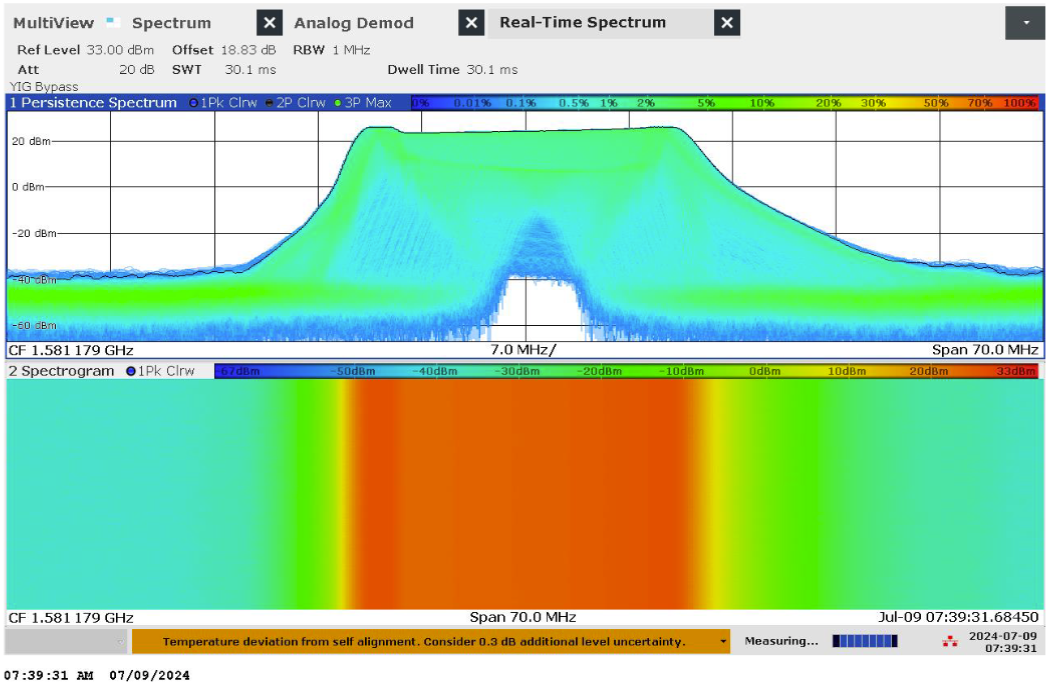 MultiView Spectrum Analog Demod Real-Time Spectrum
Ref Level 33.00 dBm Offset 18.83 dB RBW 1 MHz
Att 20 dB SWT 30.1 ms Dwell Time 30.1 ms
YIG Bypass
1 Persistence Spectrum 1Pk Clrw 2P Clrw 3P Max 0% 0.01% 0.1% 0.5% 1% 2% 5% 10% 20% 30% 50% 70% 100%
20 dBm
0 dBm
-20 dBm
-40 dBm
-60 dBm
CF 1.581179 GHz 7.0 MHz/ Span 70.0 MHz
2 Spectrogram 1Pk Clrw -67dBm -50dBm -40dBm -30dBm -20dBm -10dBm 0dBm 10dBm 20dBm 33dBm
CF 1.581179 GHz Span 70.0 MHz Jul-09 07:39:31.68450
Temperature deviation from self alignment. Consider 0.3 dB additional level uncertainty. Measuring... 2024-07-09
07:39:31
07:39:31 AM 07/09/2024